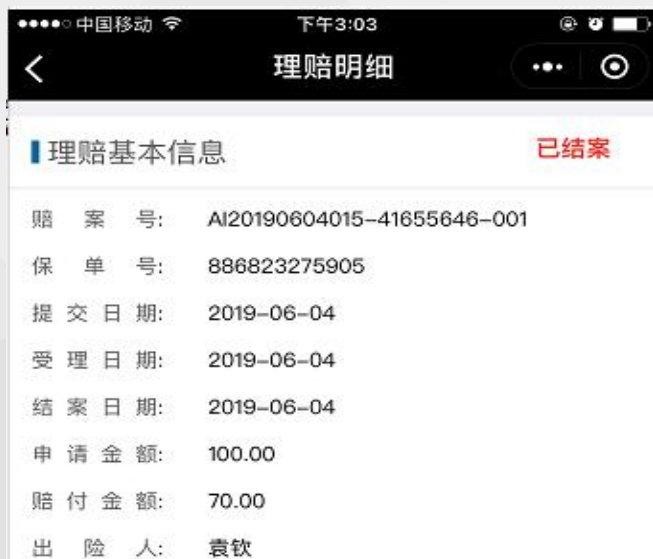 中国移动 下午3:03
理赔明细
理赔基本信息 已结案
赔案号: AI20190604015-41655646-001
保单号: 886823275905
提交日期: 2019-06-04
受理日期: 2019-06-04
结案日期: 2019-06-04
申请金额: 100.00
赔付金额: 70.00
出险人: 袁钦